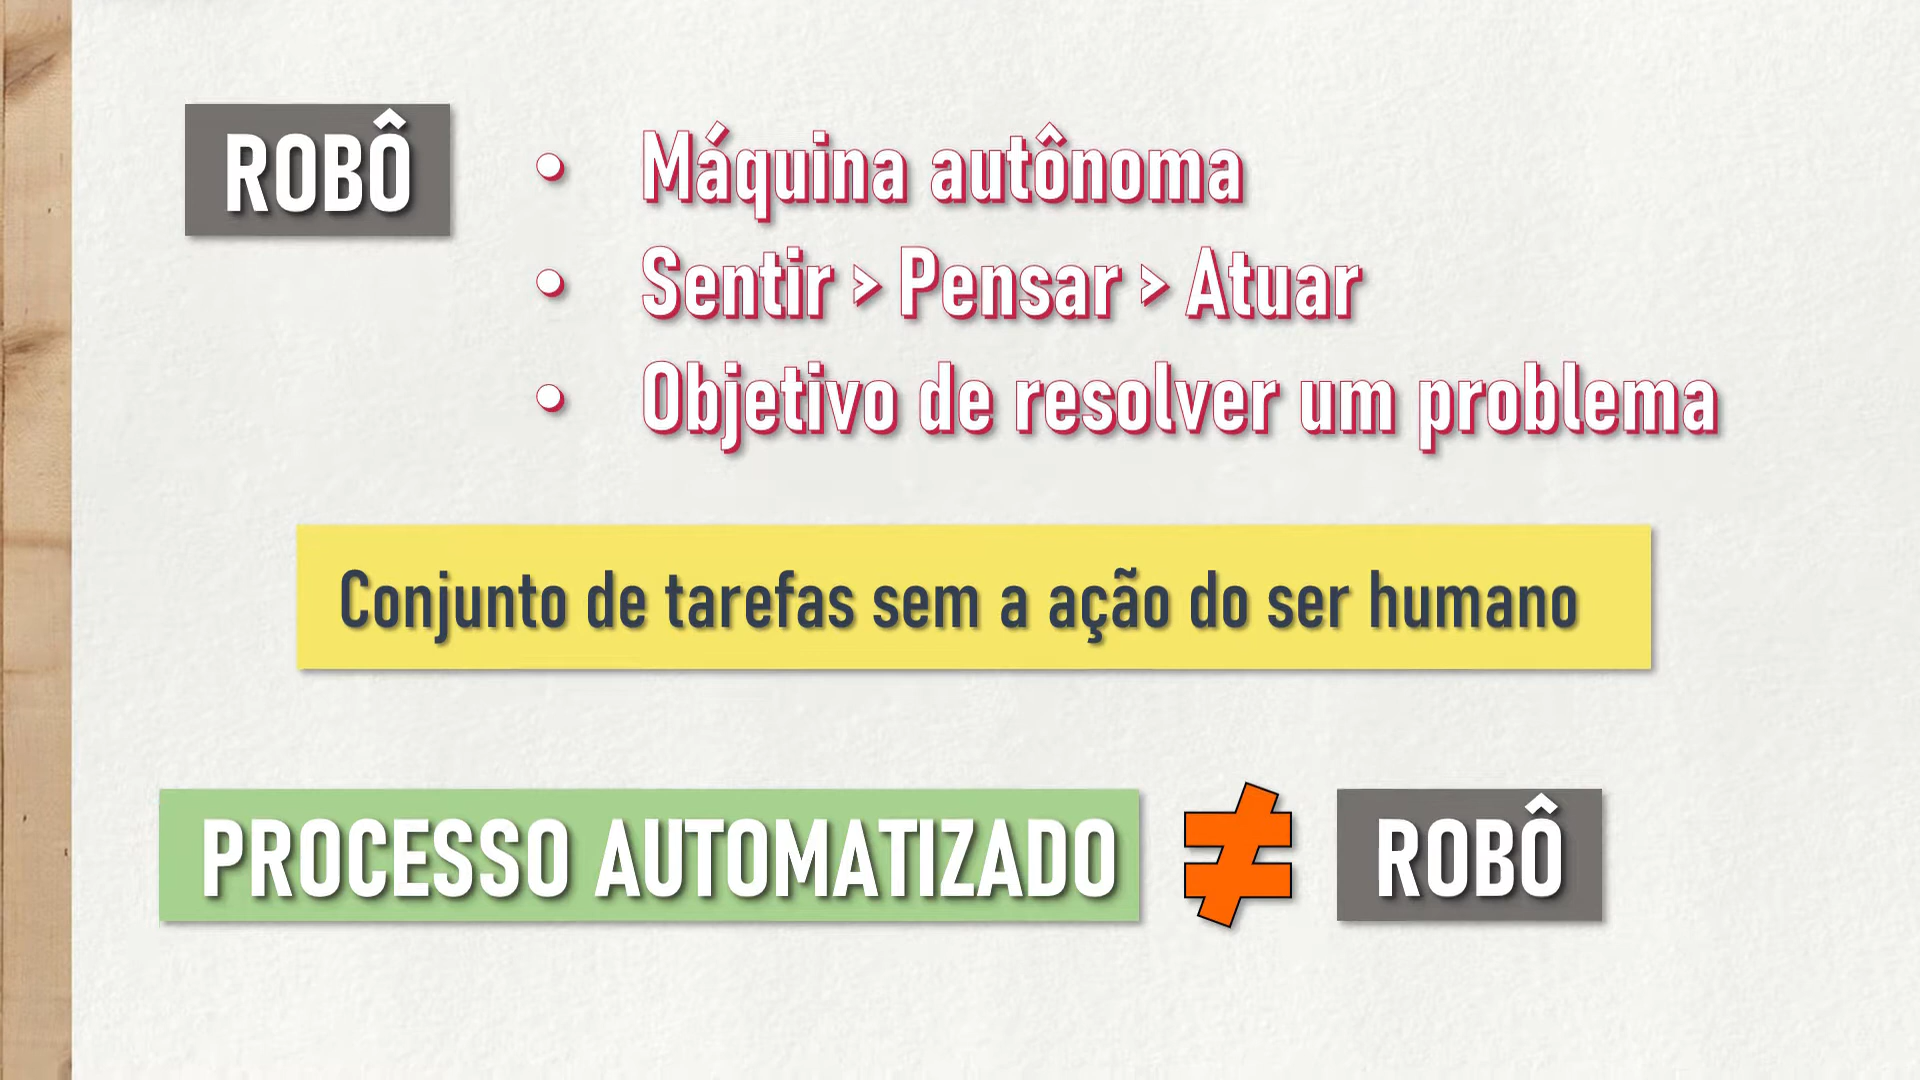 ROBÔ
• Máquina autônoma
• Sentir > Pensar > Atuar
• Objetivo de resolver um problema
Conjunto de tarefas sem a ação do ser humano
PROCESSO AUTOMATIZADO ≠ ROBÔ